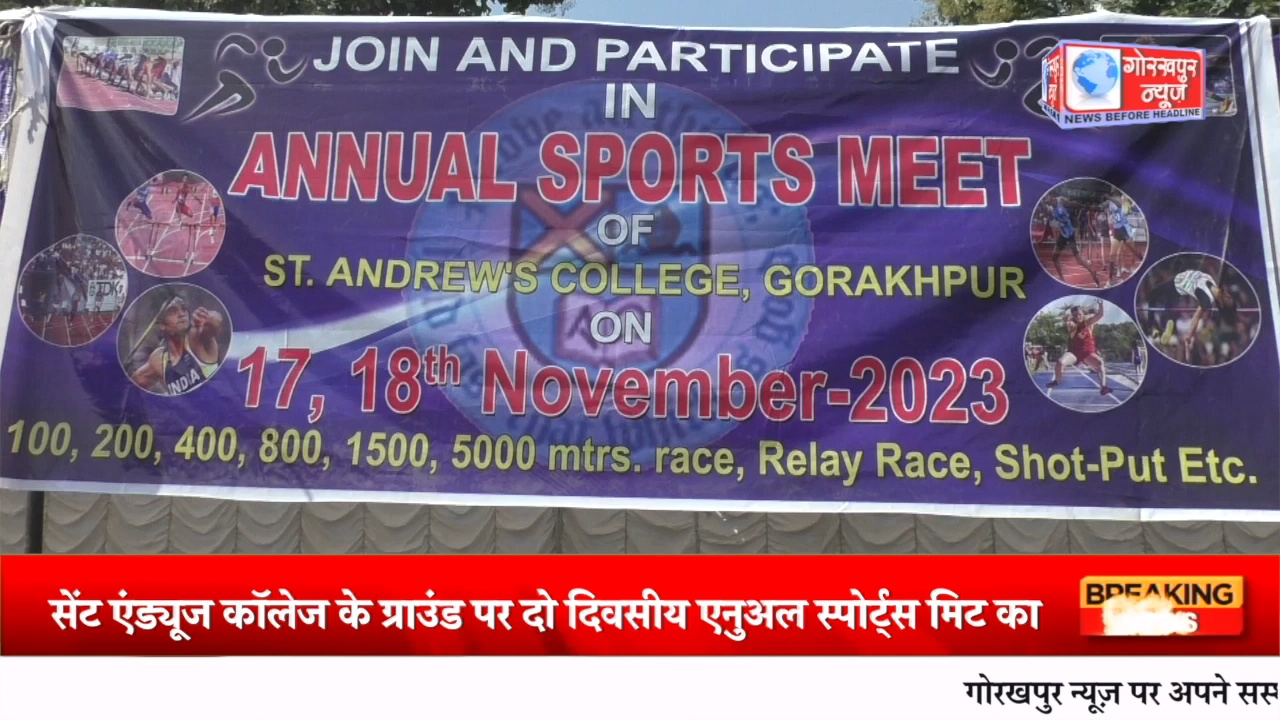 JOIN AND PARTICIPATE
IN
ANNUAL SPORTS MEET
OF
ST. ANDREW'S COLLEGE, GORAKHPUR
ON
17, 18th November-2023
100, 200, 400, 800, 1500, 5000 mtrs. race, Relay Race, Shot-Put Etc.
INDIA
गोरखपुर
न्यूज़
NEWS BEFORE HEADLINE
सेंट एंड्यूज कॉलेज के ग्राउंड पर दो दिवसीय एनुअल स्पोर्ट्स मिट का
BREAKING
गोरखपुर न्यूज़ पर अपने